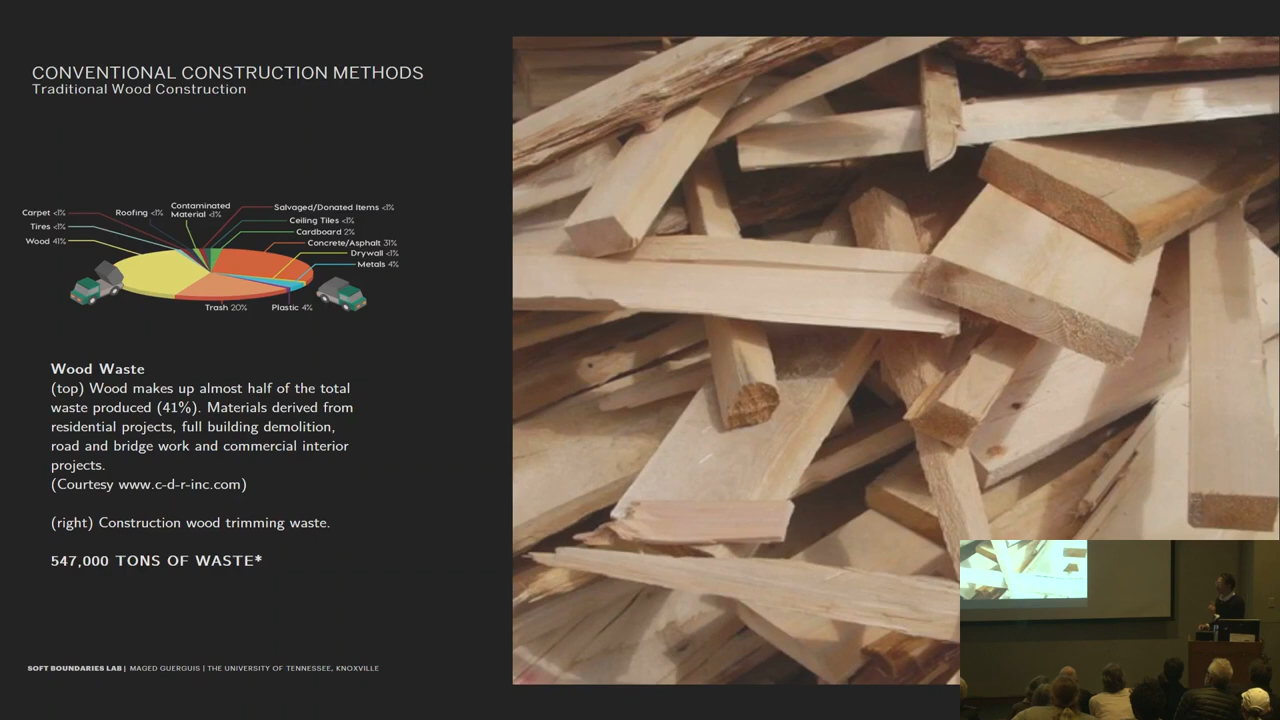 CONVENTIONAL CONSTRUCTION METHODS
Traditional Wood Construction
Carpet <1%
Tires <1%
Wood 41%
Roofing <1%
Contaminated
Material <1%
Salvaged/Donated Items <1%
Ceiling Tiles <1%
Cardboard 2%
Concrete/Asphalt 31%
Drywall <1%
Metals 4%
Trash 20%
Plastic 4%
Wood Waste
(top) Wood makes up almost half of the total
waste produced (41%). Materials derived from
residential projects, full building demolition,
road and bridge work and commercial interior
projects.
(Courtesy www.c-d-r-inc.com)
(right) Construction wood trimming waste.
547,000 TONS OF WASTE*
SOFT BOUNDARIES LAB | MAGED GUERGUIS | THE UNIVERSITY OF TENNESSEE, KNOXVILLE